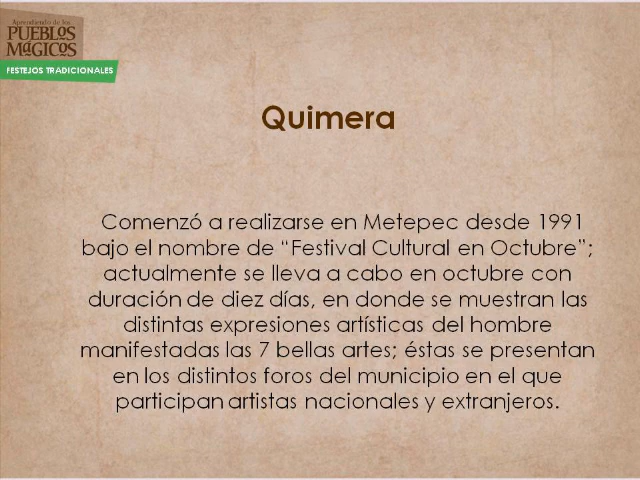 Aprendiendo de los
PUEBLOS
MÁGICOS
FESTEJOS TRADICIONALES
Quimera
Comenzó a realizarse en Metepec desde 1991
bajo el nombre de “Festival Cultural en Octubre”;
actualmente se lleva a cabo en octubre con
duración de diez días, en donde se muestran las
distintas expresiones artísticas del hombre
manifestadas las 7 bellas artes; éstas se presentan
en los distintos foros del municipio en el que
participan artistas nacionales y extranjeros.